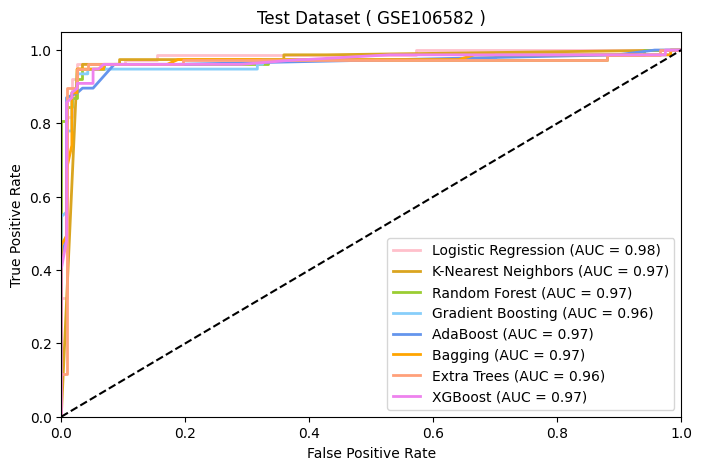 Test Dataset ( GSE106582 )
True Positive Rate
1.0
0.8
0.6
0.4
0.2
0.0
Logistic Regression (AUC = 0.98)
K-Nearest Neighbors (AUC = 0.97)
Random Forest (AUC = 0.97)
Gradient Boosting (AUC = 0.96)
AdaBoost (AUC = 0.97)
Bagging (AUC = 0.97)
Extra Trees (AUC = 0.96)
XGBoost (AUC = 0.97)
0.0 0.2 0.4 0.6 0.8 1.0
False Positive Rate